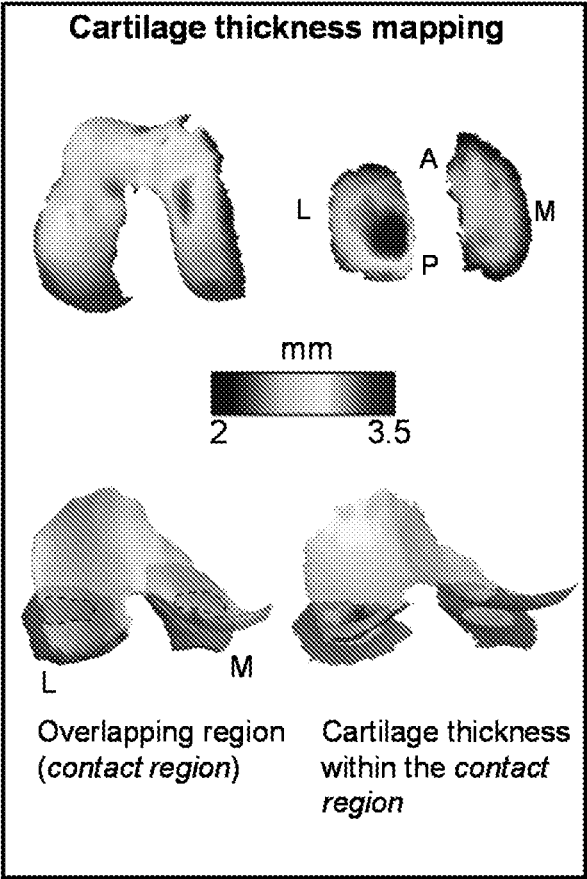 Cartilage thickness mapping
A
L
M
P
mm
2 3.5
L
M
Overlapping region
(contact region)
Cartilage thickness
within the contact
region